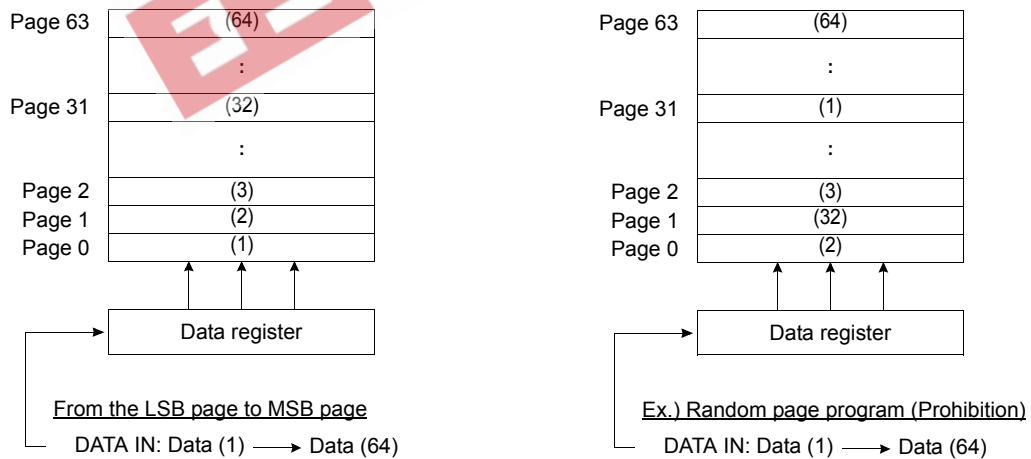 Page 63 (64)
:
Page 31 (32)
:
Page 2 (3)
Page 1 (2)
Page 0 (1)
Data register
From the LSB page to MSB page
DATA IN: Data (1) → Data (64)
Page 63 (64)
:
Page 31 (1)
:
Page 2 (3)
Page 1 (32)
Page 0 (2)
Data register
Ex.) Random page program (Prohibition)
DATA IN: Data (1) → Data (64)